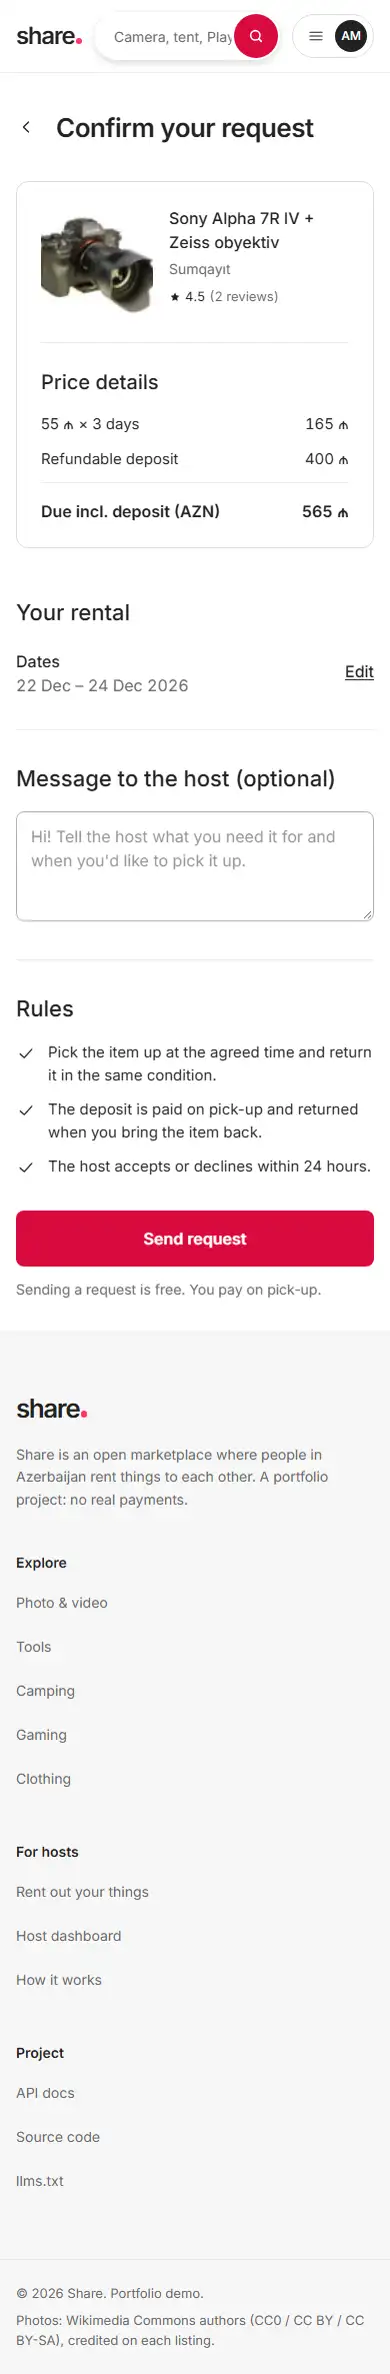 share.
Camera, tent, Play
AM
Confirm your request
Sony Alpha 7R IV +
Zeiss obyektiv
Sumqayıt
★ 4.5 (2 reviews)
Price details
55 ₼ × 3 days 165 ₼
Refundable deposit 400 ₼
Due incl. deposit (AZN) 565 ₼
Your rental
Dates
22 Dec – 24 Dec 2026
Edit
Message to the host (optional)
Hi! Tell the host what you need it for and
when you'd like to pick it up.
Rules
Pick the item up at the agreed time and return
it in the same condition.
The deposit is paid on pick-up and returned
when you bring the item back.
The host accepts or declines within 24 hours.
Send request
Sending a request is free. You pay on pick-up.
share.
Share is an open marketplace where people in
Azerbaijan rent things to each other. A portfolio
project: no real payments.
Explore
Photo & video
Tools
Camping
Gaming
Clothing
For hosts
Rent out your things
Host dashboard
How it works
Project
API docs
Source code
llms.txt
© 2026 Share. Portfolio demo.
Photos: Wikimedia Commons authors (CC0 / CC BY / CC
BY-SA), credited on each listing.